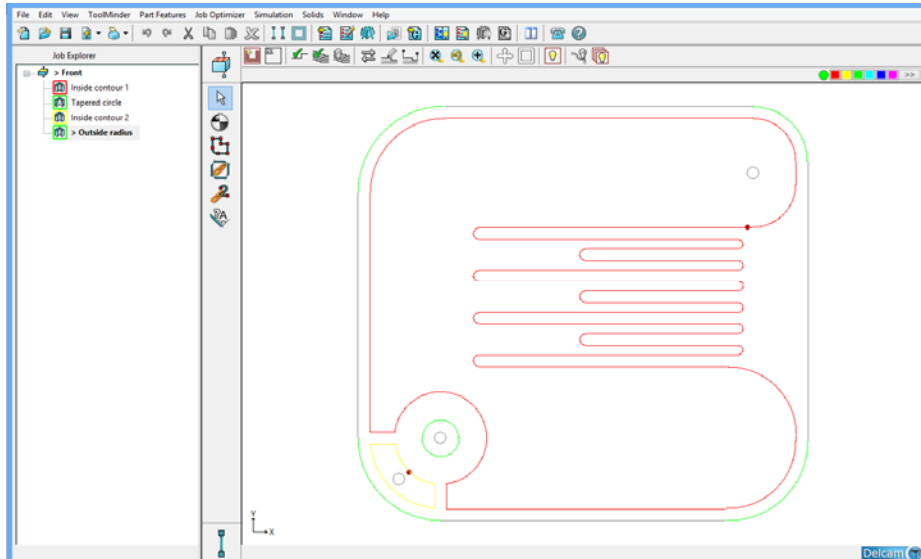 File Edit View ToolMinder Part Features Job Optimizer Simulation Solids Window Help
Job Explorer
> Front
Inside contour 1
Tapered circle
Inside contour 2
> Outside radius
>>
Y
X
Delcam